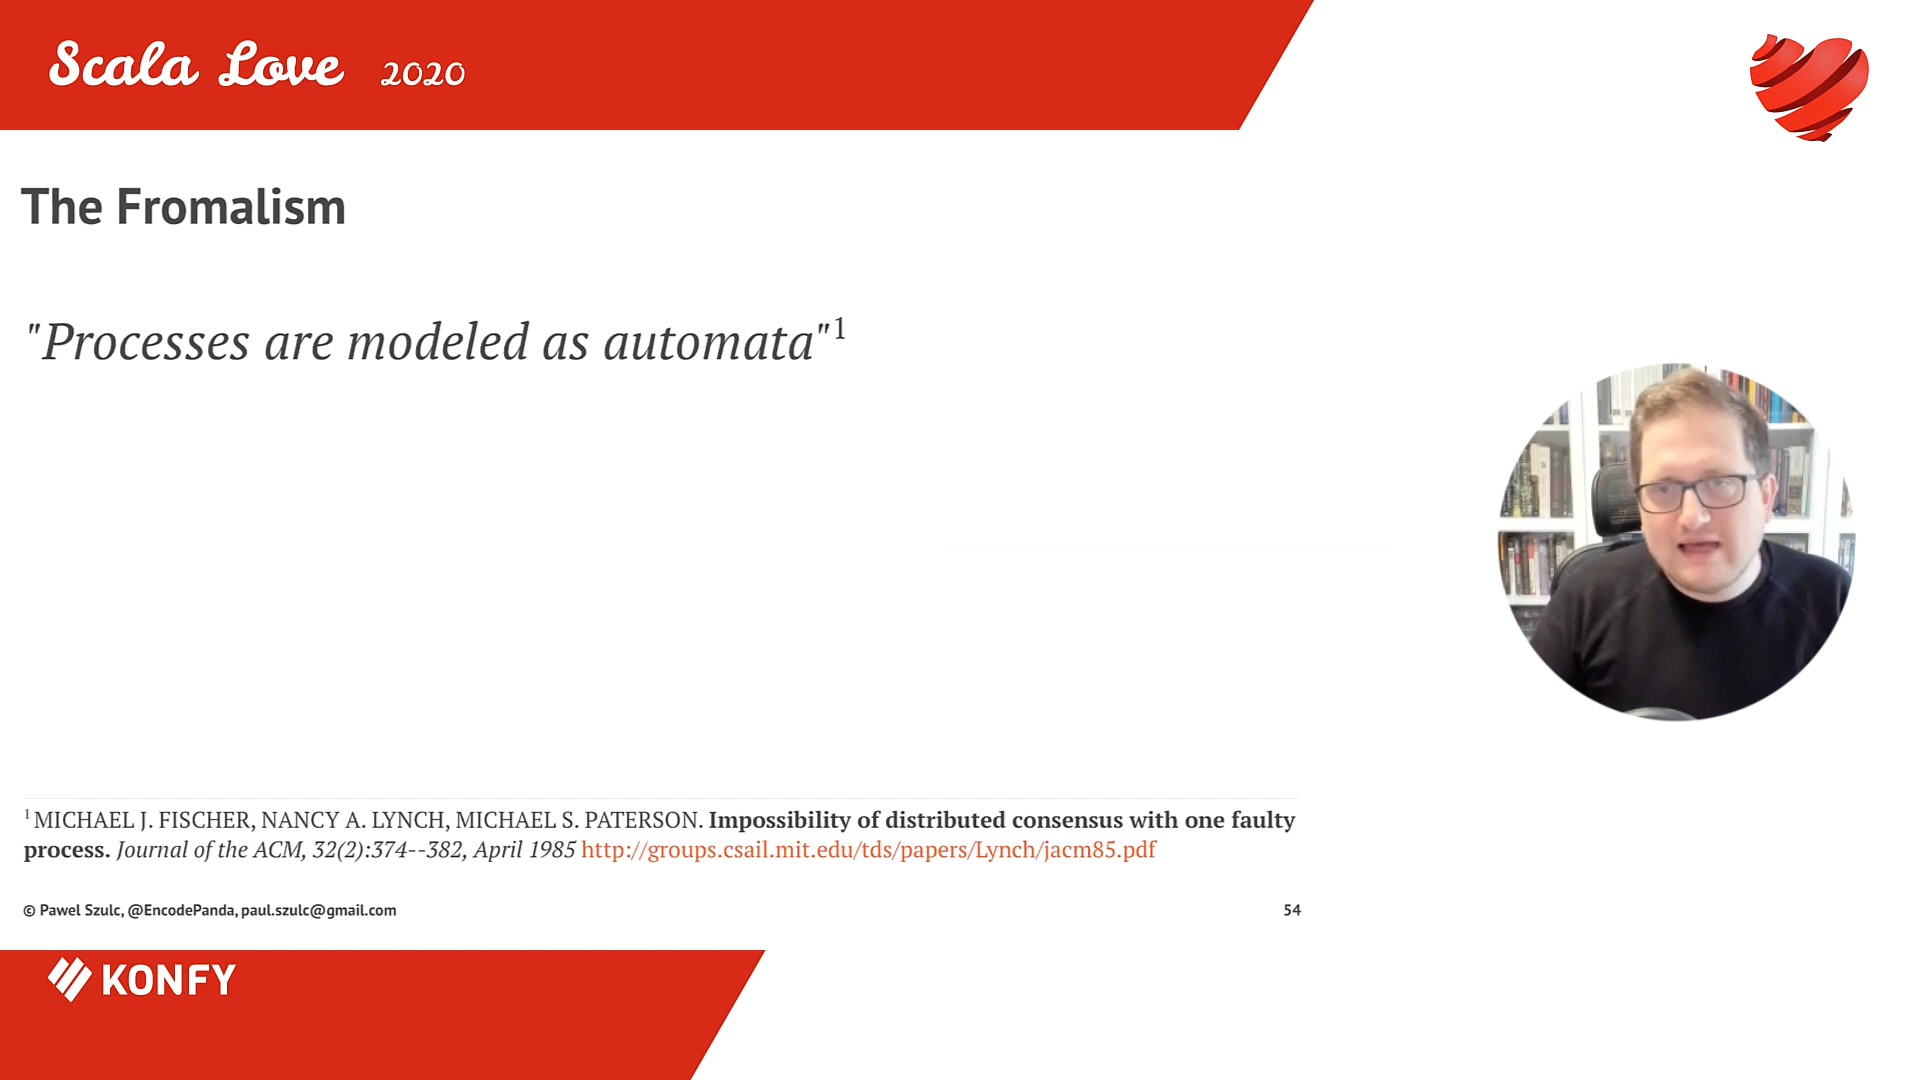 Scala Love 2020
The Fromalism
"Processes are modeled as automata"1
1 MICHAEL J. FISCHER, NANCY A. LYNCH, MICHAEL S. PATERSON. Impossibility of distributed consensus with one faulty
process. Journal of the ACM, 32(2):374--382, April 1985 http://groups.csail.mit.edu/tds/papers/Lynch/jacm85.pdf
© Pawel Szulc, @EncodePanda, paul.szulc@gmail.com
54
KONFY